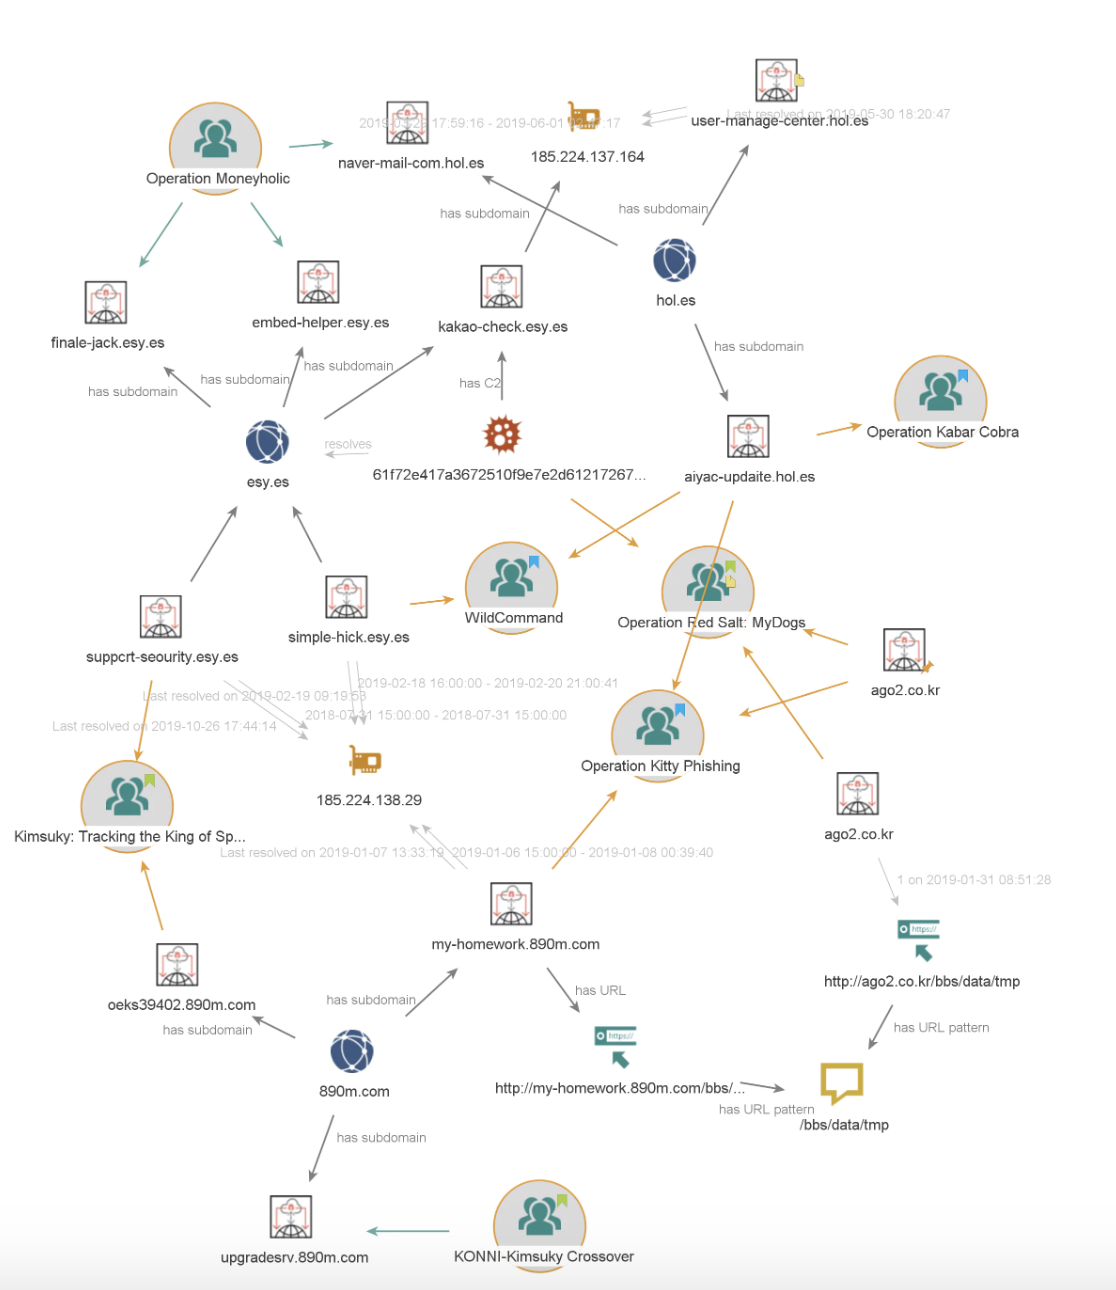 Last resolved on 2019-05-30 18:20:47
user-manage-center.hol.es
17:59:16 - 2019-06-01
naver-mail-com.hol.es
185.224.137.164
Operation Moneyholic
has subdomain
has subdomain
hol.es
embed-helper.esy.es
kakao-check.esy.es
finale-jack.esy.es
has subdomain
has subdomain
has subdomain
has subdomain
has C2
Operation Kabar Cobra
resolves
61f72e417a3672510f9e7e2d61217267...
aiyac-updaite.hol.es
esy.es
WildCommand
Operation Red Salt: MyDogs
simple-hick.esy.es
suppcrt-seourity.esy.es
ago2.co.kr
2019-02-18 16:00:00 - 2019-02-20 21:00:41
Last resolved on 2019-02-19 09:19:53
2018-07-31 15:00:00 - 2018-07-31 15:00:00
Last resolved on 2019-10-26 17:44:14
Operation Kitty Phishing
185.224.138.29
Kimsuky: Tracking the King of Sp...
ago2.co.kr
Last resolved on 2019-01-07 13:33:19
2019-01-06 15:00:00 - 2019-01-08 00:39:40
1 on 2019-01-31 08:51:28
my-homework.890m.com
http://ago2.co.kr/bbs/data/tmp
has URL
has subdomain
oeks39402.890m.com
has subdomain
has URL pattern
890m.com
http://my-homework.890m.com/bbs/...
has URL pattern
/bbs/data/tmp
has subdomain
upgradesrv.890m.com
KONNI-Kimsuky Crossover